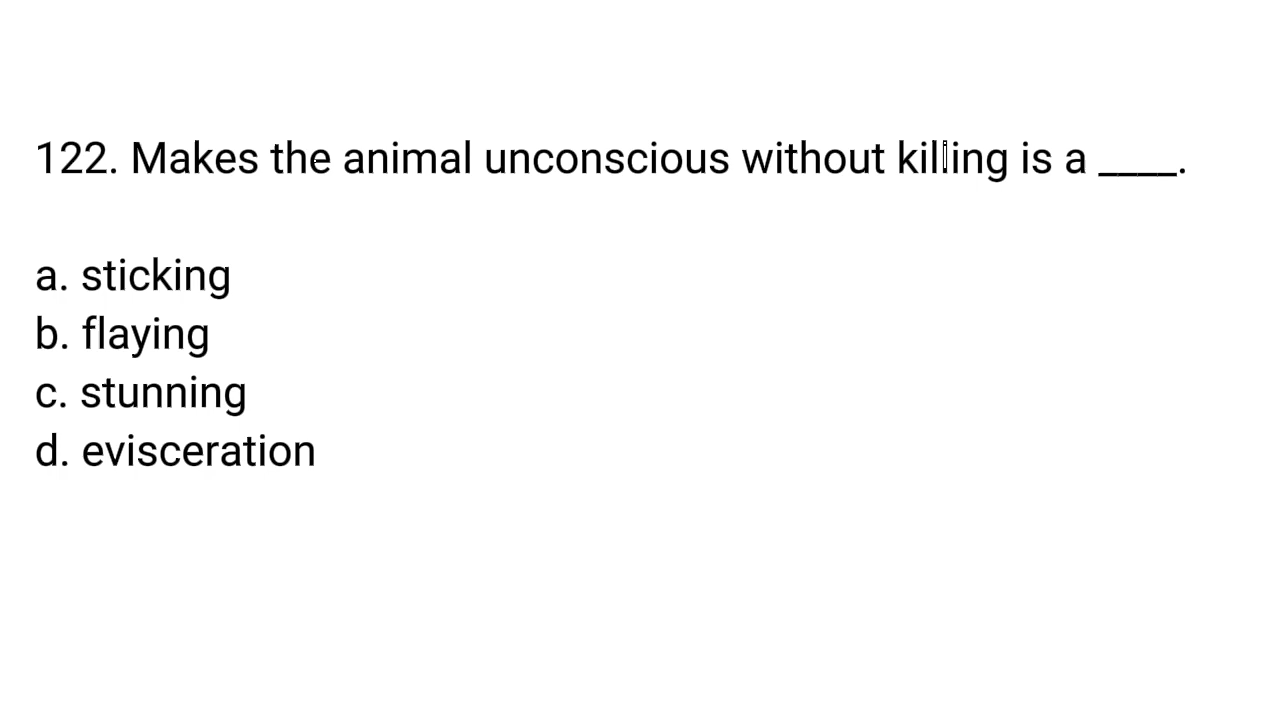 122. Makes the animal unconscious without killing is a ____.
a. sticking
b. flaying
c. stunning
d. evisceration